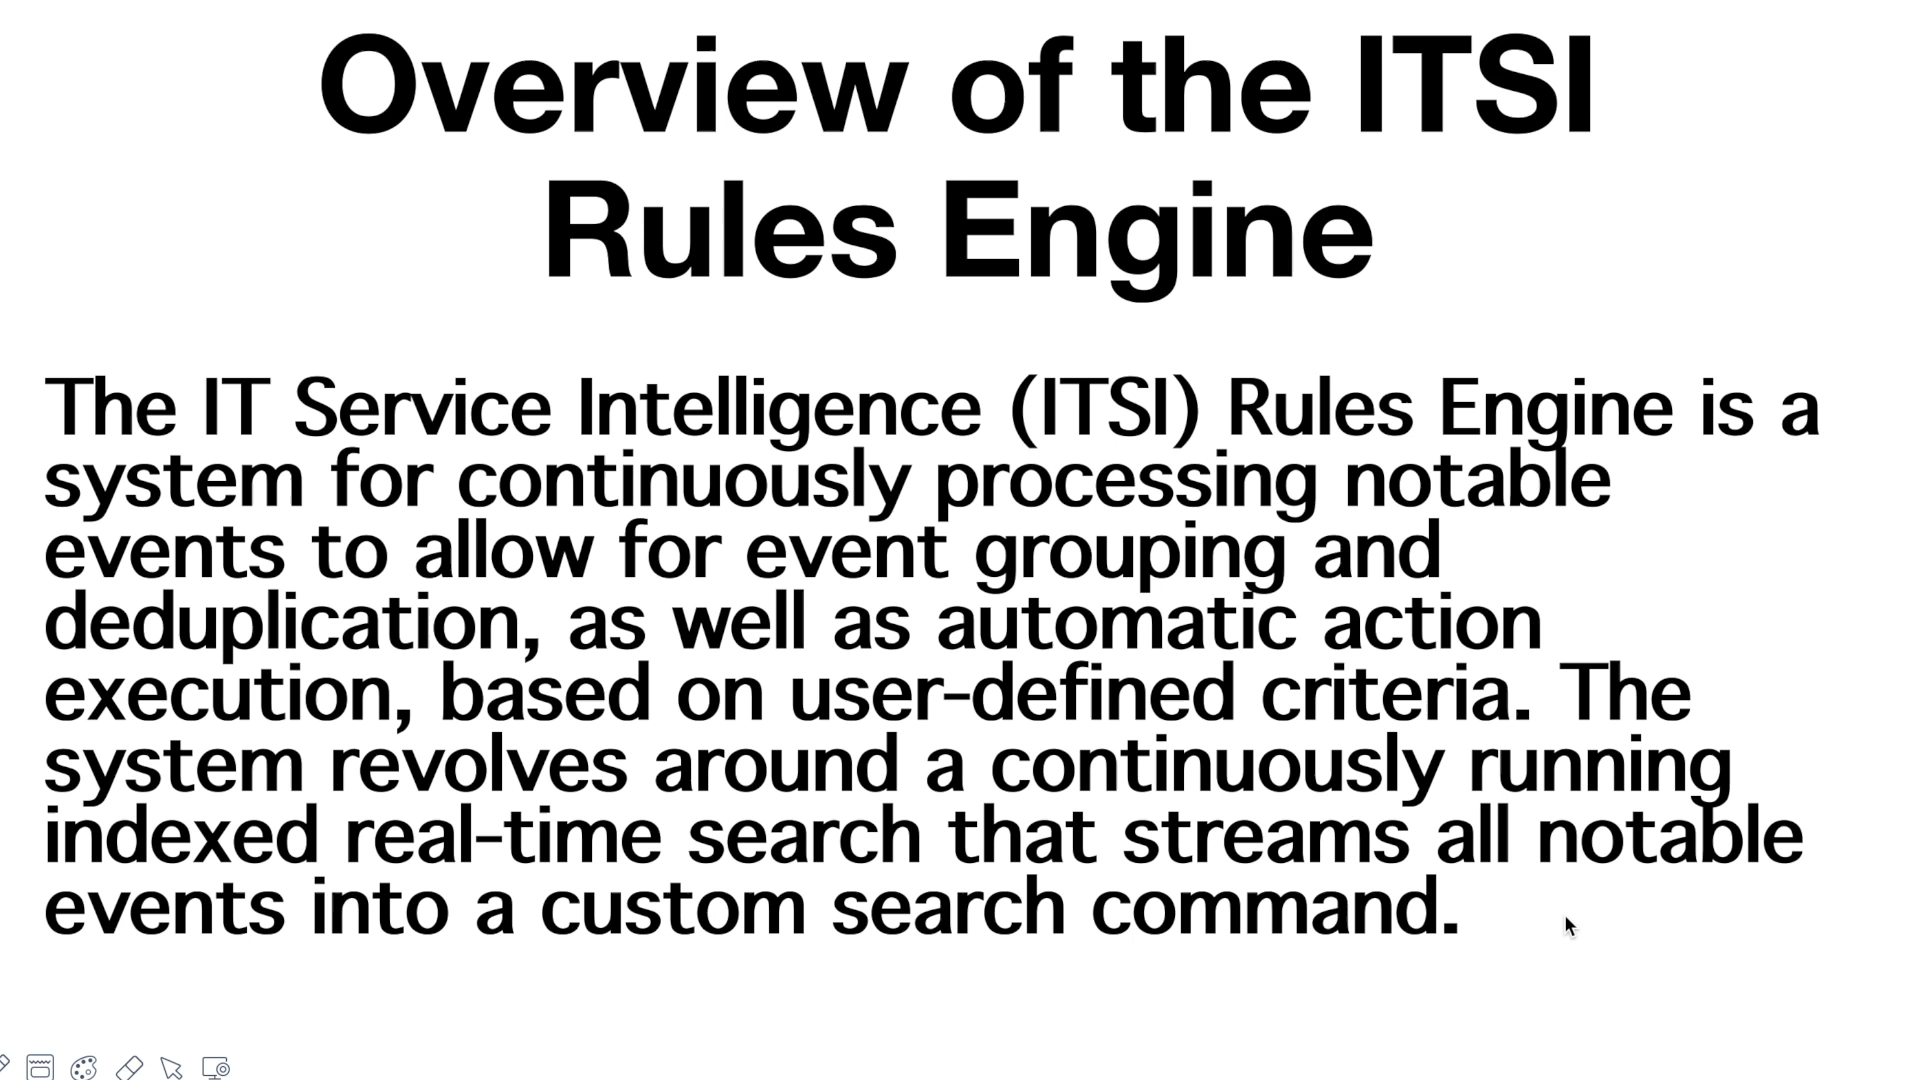 Overview of the ITSI
Rules Engine
The IT Service Intelligence (ITSI) Rules Engine is a
system for continuously processing notable
events to allow for event grouping and
deduplication, as well as automatic action
execution, based on user-defined criteria. The
system revolves around a continuously running
indexed real-time search that streams all notable
events into a custom search command.